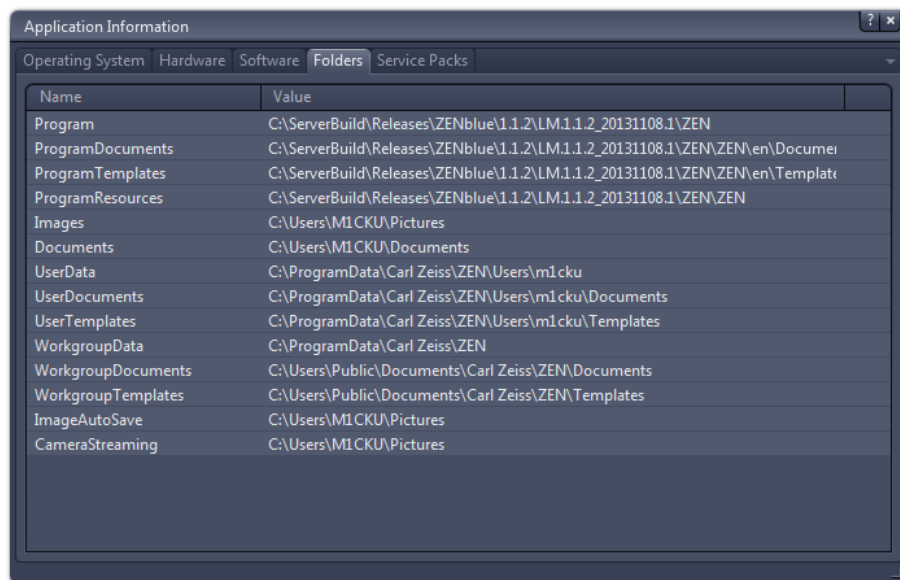 Application Information
? ×
Operating System Hardware Software Folders Service Packs
Name Value
Program C:\ServerBuild\Releases\ZENblue\1.1.2\LM.1.1.2_20131108.1\ZEN
ProgramDocuments C:\ServerBuild\Releases\ZENblue\1.1.2\LM.1.1.2_20131108.1\ZEN\ZEN\en\Documen
ProgramTemplates C:\ServerBuild\Releases\ZENblue\1.1.2\LM.1.1.2_20131108.1\ZEN\ZEN\en\Template
ProgramResources C:\ServerBuild\Releases\ZENblue\1.1.2\LM.1.1.2_20131108.1\ZEN\ZEN
Images C:\Users\M1CKU\Pictures
Documents C:\Users\M1CKU\Documents
UserData C:\ProgramData\Carl Zeiss\ZEN\Users\m1cku
UserDocuments C:\ProgramData\Carl Zeiss\ZEN\Users\m1cku\Documents
UserTemplates C:\ProgramData\Carl Zeiss\ZEN\Users\m1cku\Templates
WorkgroupData C:\ProgramData\Carl Zeiss\ZEN
WorkgroupDocuments C:\Users\Public\Documents\Carl Zeiss\ZEN\Documents
WorkgroupTemplates C:\Users\Public\Documents\Carl Zeiss\ZEN\Templates
ImageAutoSave C:\Users\M1CKU\Pictures
CameraStreaming C:\Users\M1CKU\Pictures